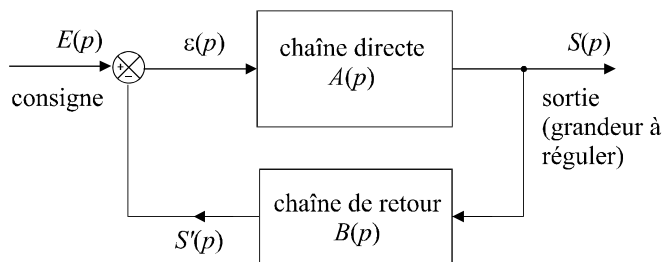 E(p)
ε(p)
S(p)
chaîne directe
A(p)
+
−
consigne
sortie
(grandeur à
réguler)
chaîne de retour
B(p)
S'(p)